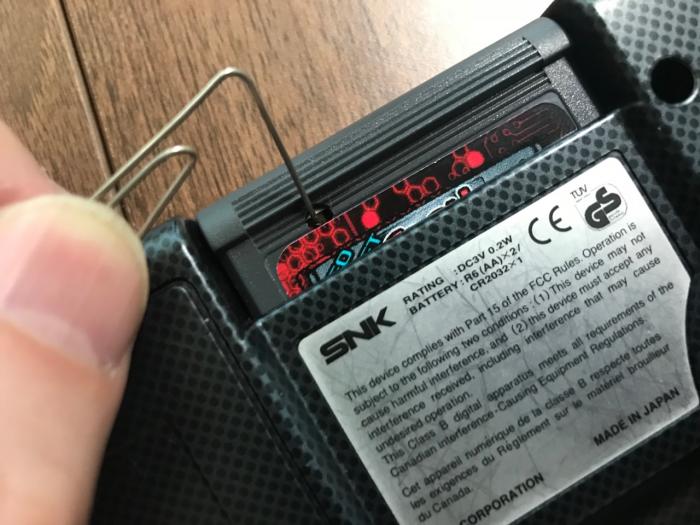 RATING :DC3V 0.2W
BATTERY:R6(AA)×2/
CR2032×1
CE
TUV
GS
SNK
This device complies with Part 15 of the FCC Rules. Operation is
subject to the following two conditions : (1) This device may not
cause harmful interference, and (2) this device must accept any
interference received, including interference that may cause
undesired operation.
This Class B digital apparatus meets all requirements of the
Canadian interference-Causing Equipment Regulations.
Cet appareil numérique de la classe B respecte toutes
les exigences du Règlement sur le matériel brouilleur
du Canada.
CORPORATION
MADE IN JAPAN